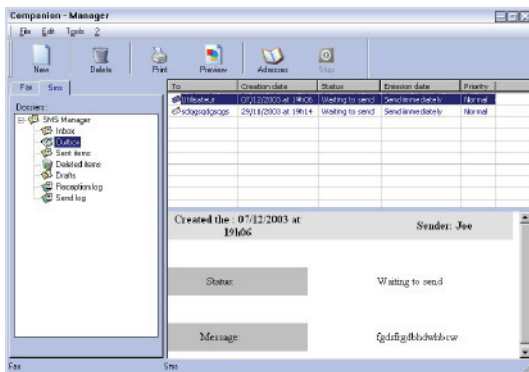 Companion - Manager
File Edit Tools ?
New Delete Print Preview Adresses Stop
Fax Sms
Dossiers :
SMS Manager
Inbox
Outbox
Sent items
Deleted items
Drafts
Reception log
Send log
To Creation date Status Emission date Priority
Utilisateur 07/12/2003 at 19h06 Waiting to send Send immediately Normal
29/11/2003 at 19h14 Waiting to send Send immediately Normal
Created the : 07/12/2003 at
19h06
Sender: Joe
Status: Waiting to send
Message:
Fax Sms